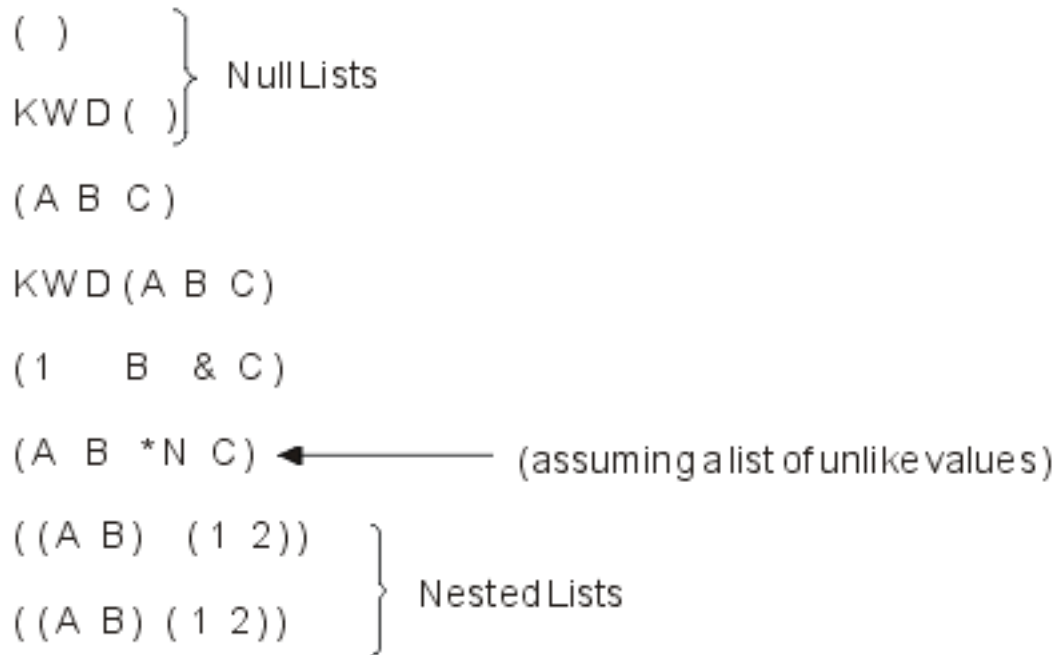 ( )
Null Lists
KWD ( )
(A B C)
KWD (A B C)
(1 B & C)
(A B *N C)
(assuming a list of unlike values)
((A B) (1 2))
Nested Lists
((A B) (1 2))